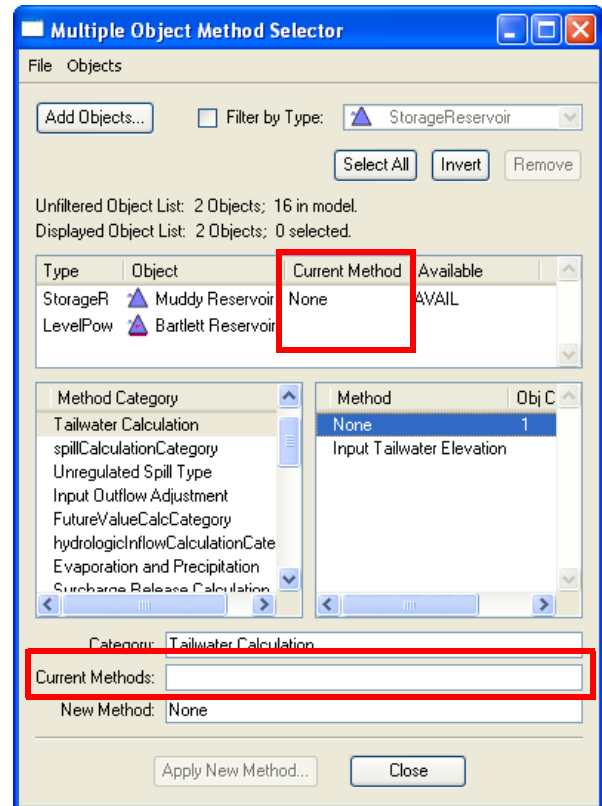 Multiple Object Method Selector
File Objects
Add Objects... Filter by Type: StorageReservoir
Select All Invert Remove
Unfiltered Object List: 2 Objects; 16 in model.
Displayed Object List: 2 Objects; 0 selected.
Type Object Current Method Available
StorageR Muddy Reservoir None AVAIL
LevelPow Bartlett Reservoir
Method Category
Tailwater Calculation
spillCalculationCategory
Unregulated Spill Type
Input Outflow Adjustment
FutureValueCalcCategory
hydrologicInflowCalculationCate
Evaporation and Precipitation
Surcharge Release Calculation
Method Obj C
None 1
Input Tailwater Elevation
Category: Tailwater Calculation
Current Methods:
New Method: None
Apply New Method... Close